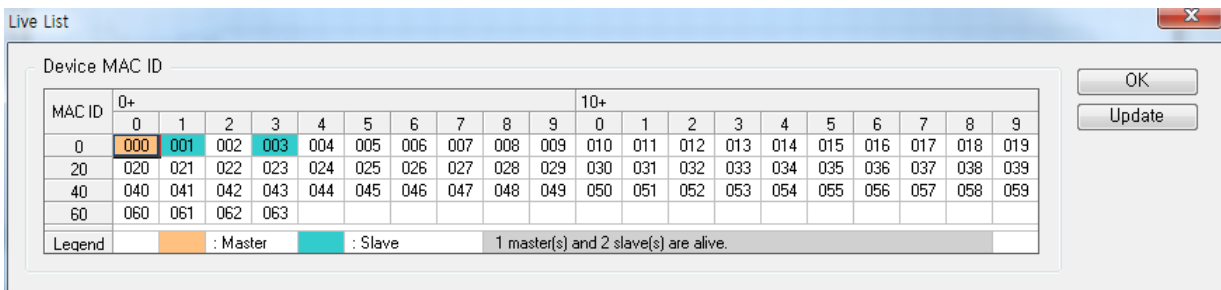 Live List
Device MAC ID
OK
Update
MAC ID 0+ 10+
0 1 2 3 4 5 6 7 8 9 0 1 2 3 4 5 6 7 8 9
0 000 001 002 003 004 005 006 007 008 009 010 011 012 013 014 015 016 017 018 019
20 020 021 022 023 024 025 026 027 028 029 030 031 032 033 034 035 036 037 038 039
40 040 041 042 043 044 045 046 047 048 049 050 051 052 053 054 055 056 057 058 059
60 060 061 062 063
Legend : Master : Slave 1 master(s) and 2 slave(s) are alive.